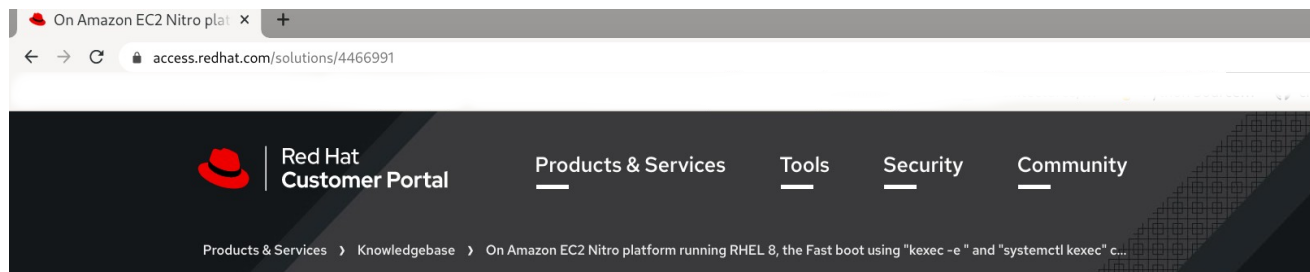 On Amazon EC2 Nitro plat
access.redhat.com/solutions/4466991
Red Hat
Customer Portal
Products & Services Tools Security Community
Products & Services ❯ Knowledgebase ❯ On Amazon EC2 Nitro platform running RHEL 8, the Fast boot using "kexec -e " and "systemctl kexec" c...